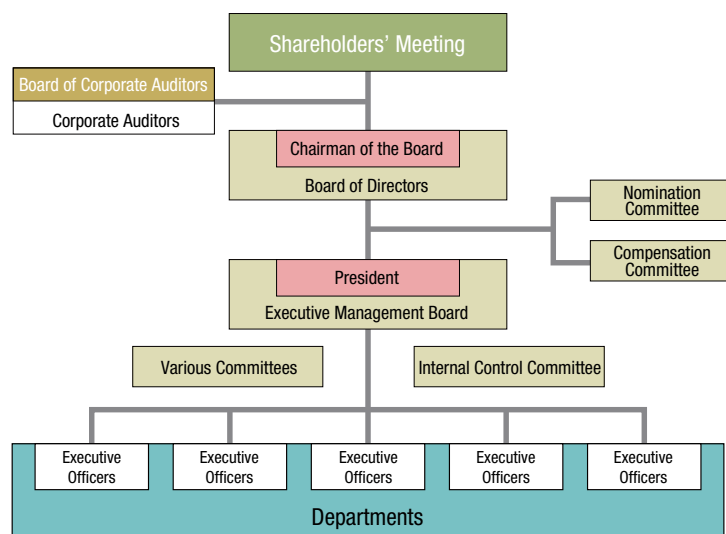 Shareholders' Meeting
Board of Corporate Auditors
Corporate Auditors
Chairman of the Board
Board of Directors
Nomination
Committee
Compensation
Committee
President
Executive Management Board
Various Committees
Internal Control Committee
Executive
Officers
Executive
Officers
Executive
Officers
Executive
Officers
Executive
Officers
Departments